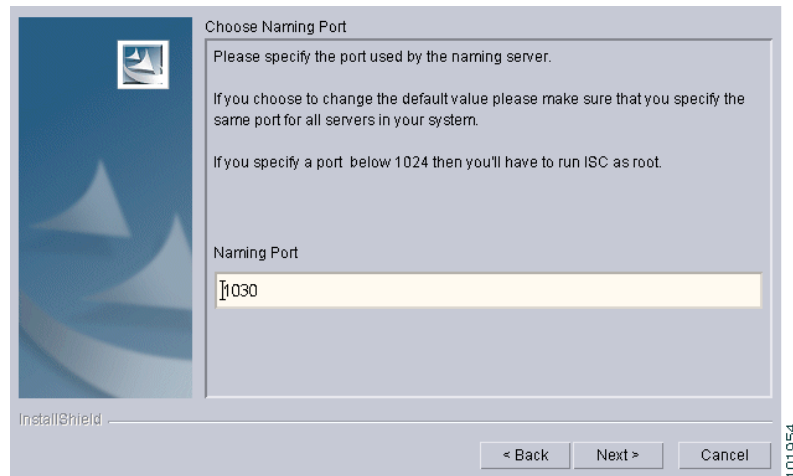 Choose Naming Port
Please specify the port used by the naming server.
If you choose to change the default value please make sure that you specify the
same port for all servers in your system.
If you specify a port below 1024 then you'll have to run ISC as root.
Naming Port
1030
InstallShield
< Back
Next >
Cancel
101954